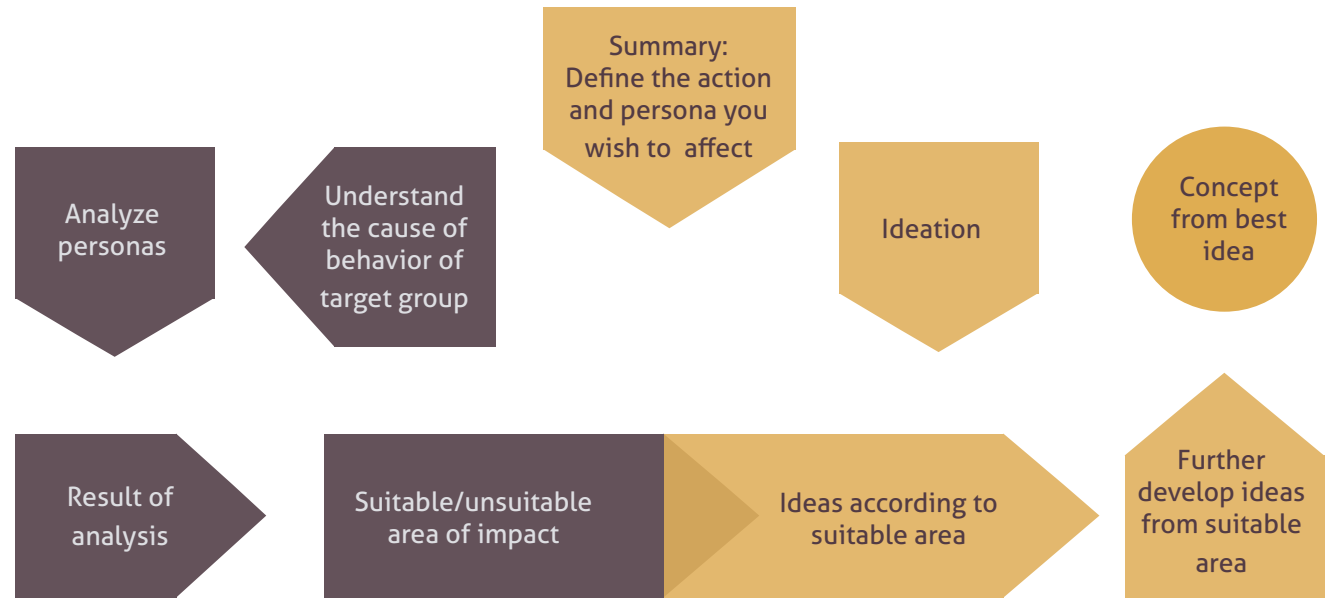 Summary:
Define the action
and persona you
wish to affect
Analyze
personas
Understand
the cause of
behavior of
target group
Ideation
Concept
from best
idea
Result of
analysis
Suitable/unsuitable
area of impact
Ideas according to
suitable area
Further
develop ideas
from suitable
area